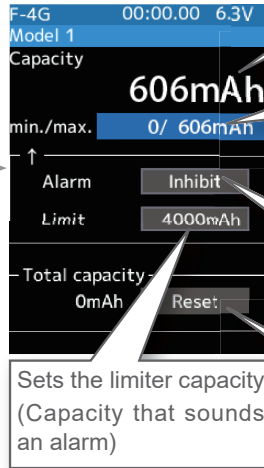 F-4G 00:00.00 6.3V
Model 1
Capacity
606mAh
min./max. 0/ 606mAh
↑
Alarm Inhibit
Limit 4000mAh
Total capacity
0mAh Reset
Sets the limiter capacity
(Capacity that sounds
an alarm)